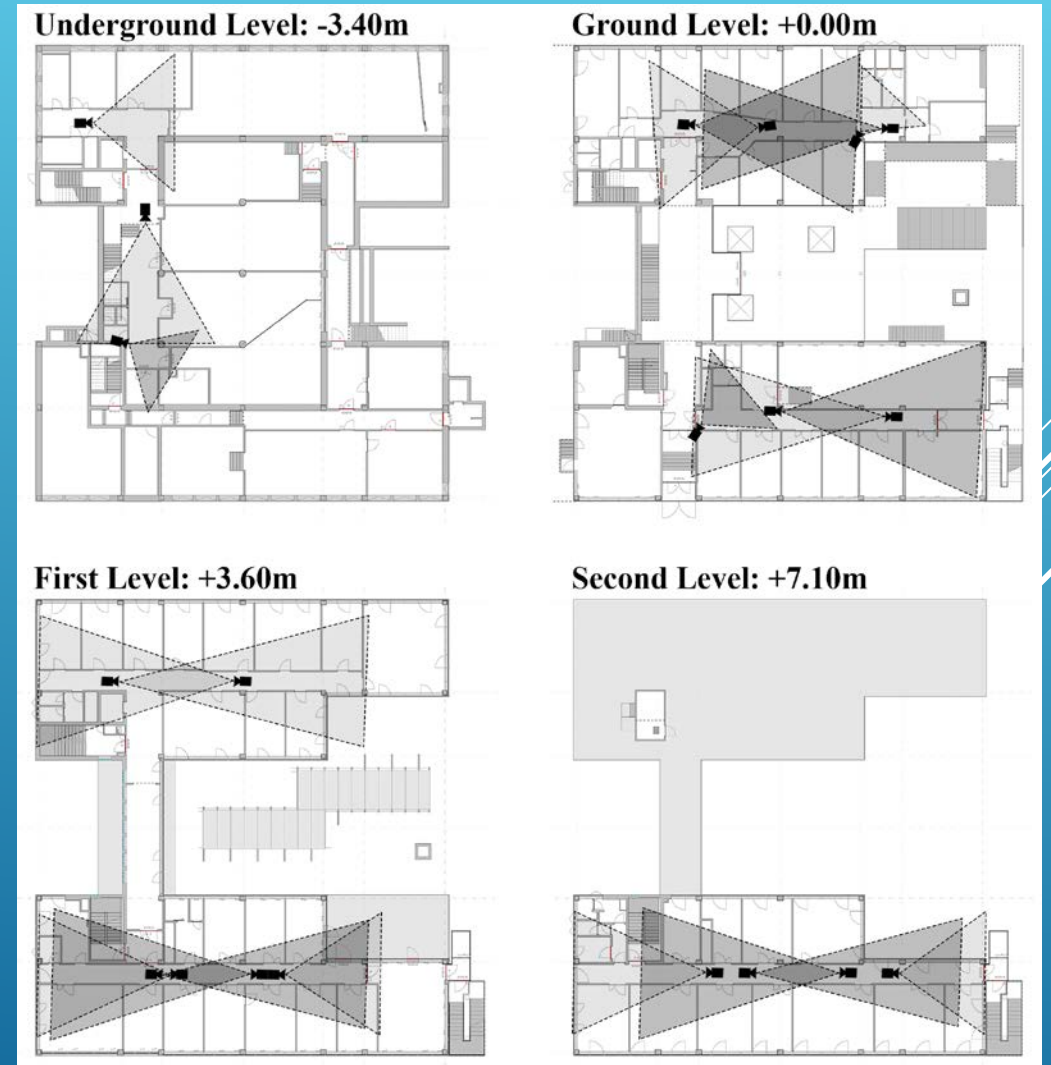 Underground Level: -3.40m
Ground Level: +0.00m
First Level: +3.60m
Second Level: +7.10m